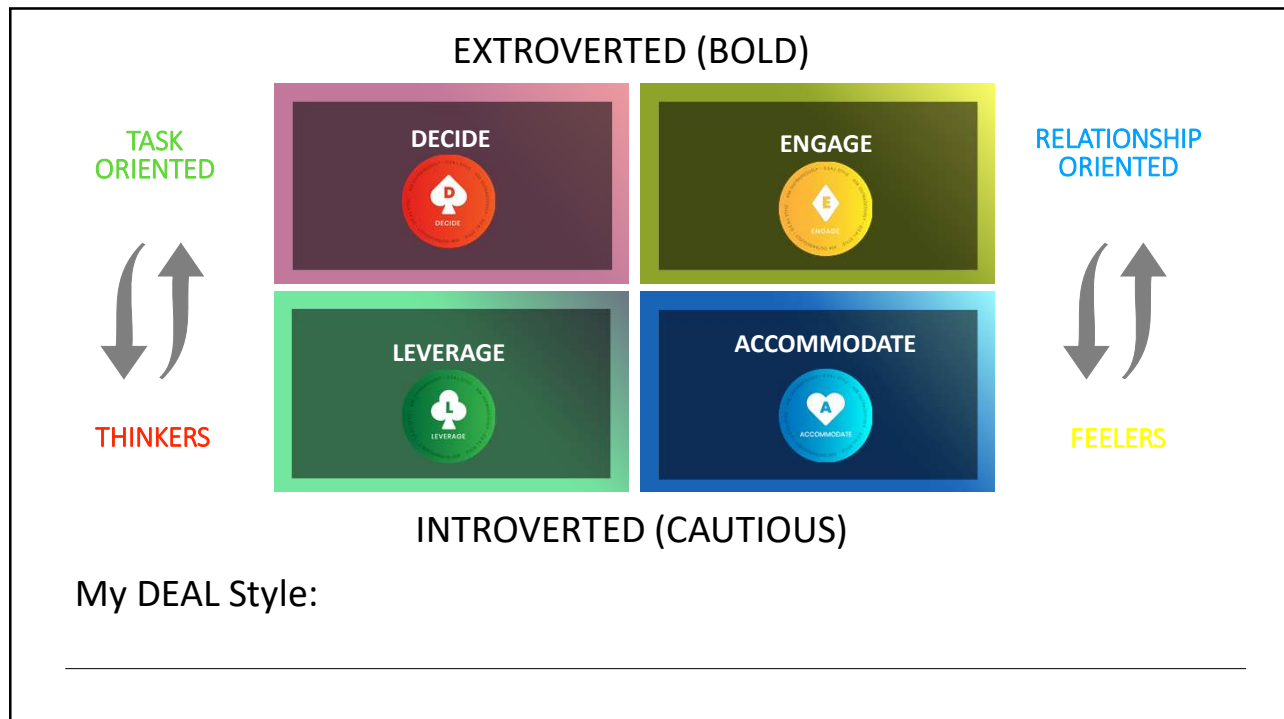 EXTROVERTED (BOLD)
TASK
ORIENTED
DECIDE
D
DECIDE
ENGAGE
E
ENGAGE
RELATIONSHIP
ORIENTED
THINKERS
LEVERAGE
L
LEVERAGE
ACCOMMODATE
A
ACCOMMODATE
FEELERS
INTROVERTED (CAUTIOUS)
My DEAL Style: